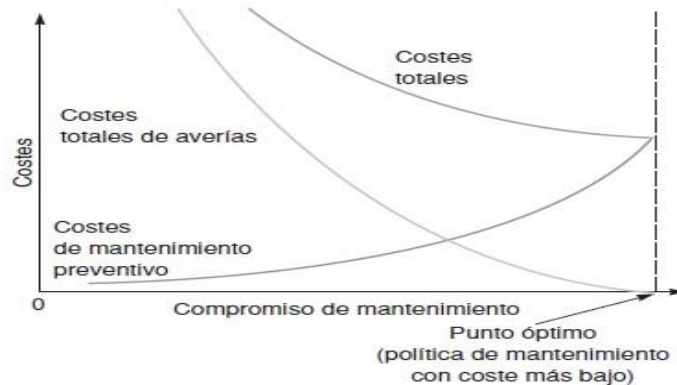 Costes
totales
Costes
totales de averías
Costes
Costes
de mantenimiento
preventivo
0
Compromiso de mantenimiento
Punto óptimo
(política de mantenimiento
con coste más bajo)